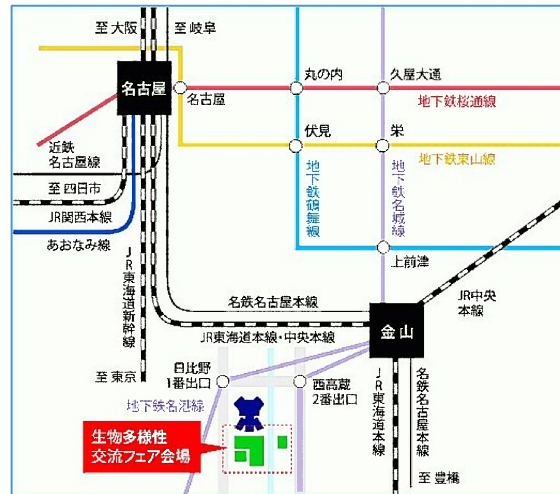 至大阪
至岐阜
名古屋
名古屋
丸の内
久屋大通
地下鉄桜通線
近鉄
名古屋線
伏見
栄
地下鉄東山線
至四日市
地下鉄鶴舞線
地下鉄名城線
JR関西本線
あおなみ線
上前津
JR東海道新幹線
JR中央
本線
名鉄名古屋本線
金山
JR東海道本線・中央本線
至東京
日比野
1番出口
西高蔵
2番出口
地下鉄名港線
JR東海道本線
名鉄名古屋本線
生物多様性
交流フェア会場
至豊橋